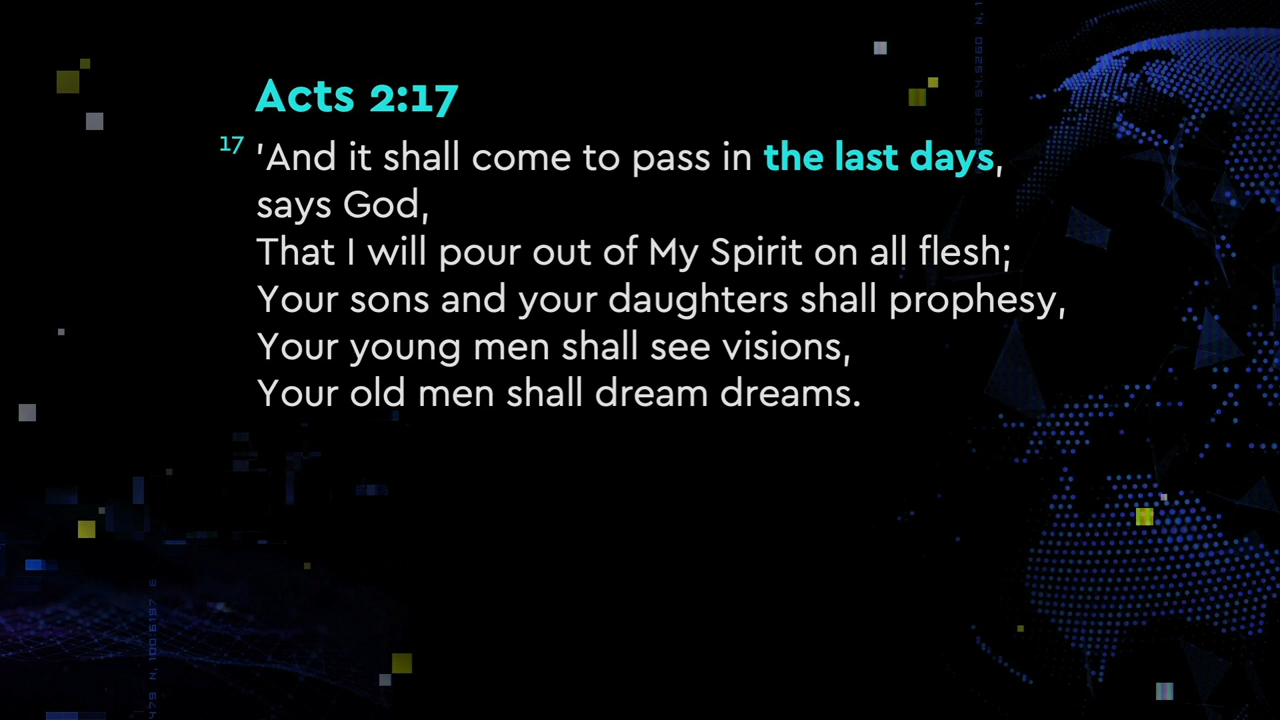 Acts 2:17
17 'And it shall come to pass in the last days,
says God,
That I will pour out of My Spirit on all flesh;
Your sons and your daughters shall prophesy,
Your young men shall see visions,
Your old men shall dream dreams.